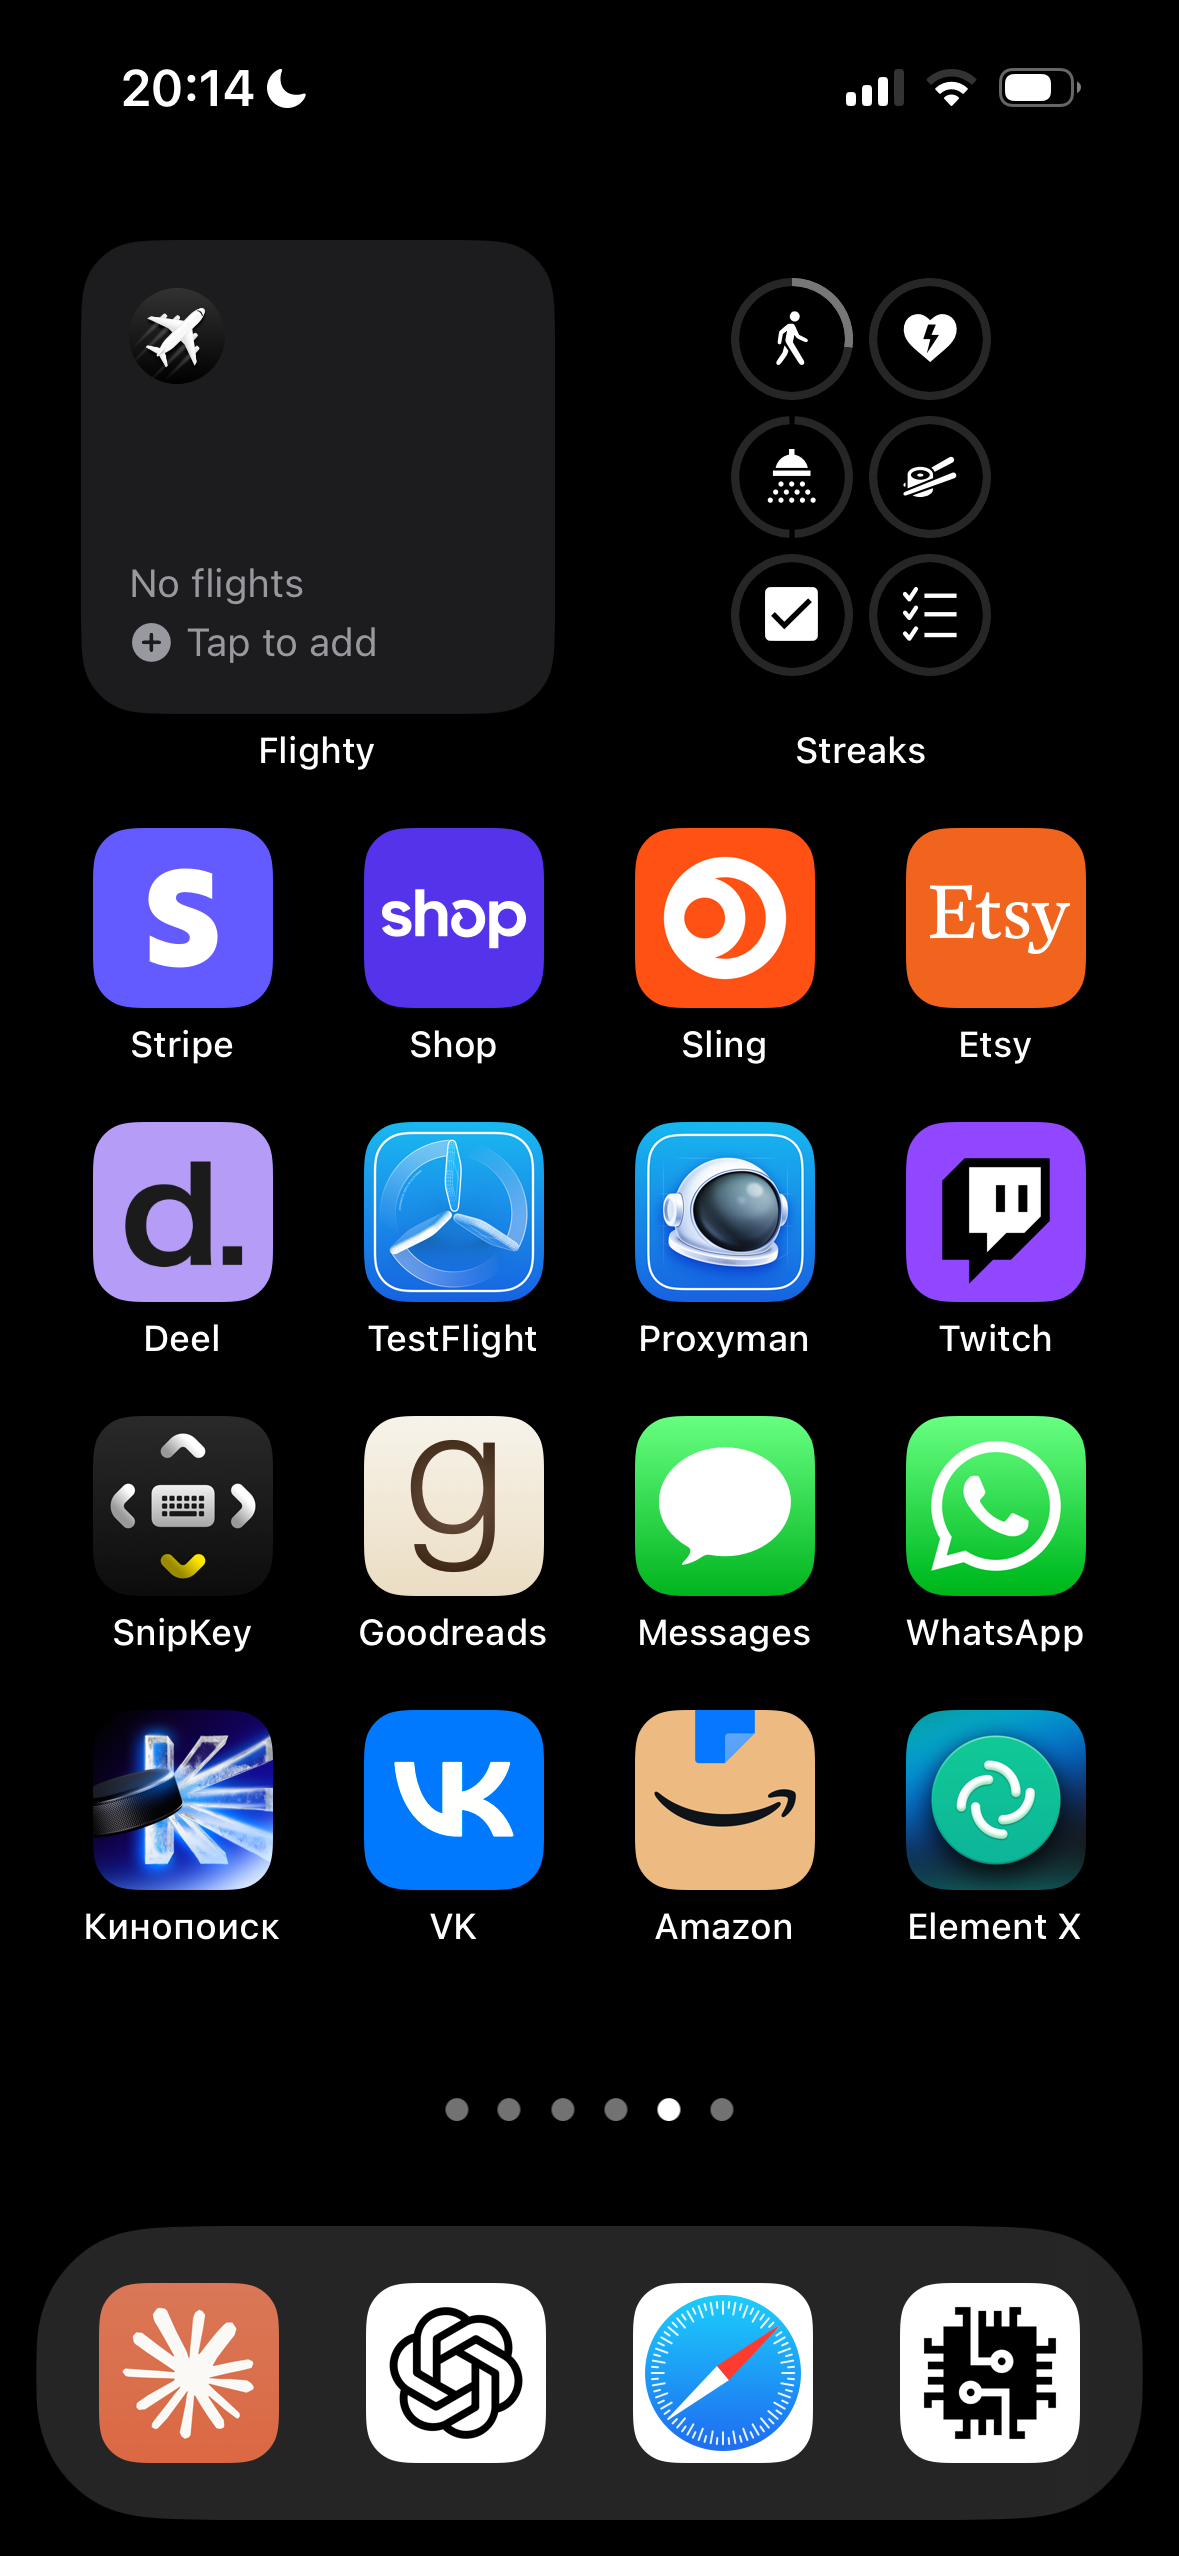 20:14
No flights
Tap to add
Flighty
Streaks
shop
Etsy
Stripe
Shop
Sling
Etsy
d.
Deel
TestFlight
Proxyman
Twitch
g
SnipKey
Goodreads
Messages
WhatsApp
K
VK
Кинопоиск
VK
Amazon
Element X